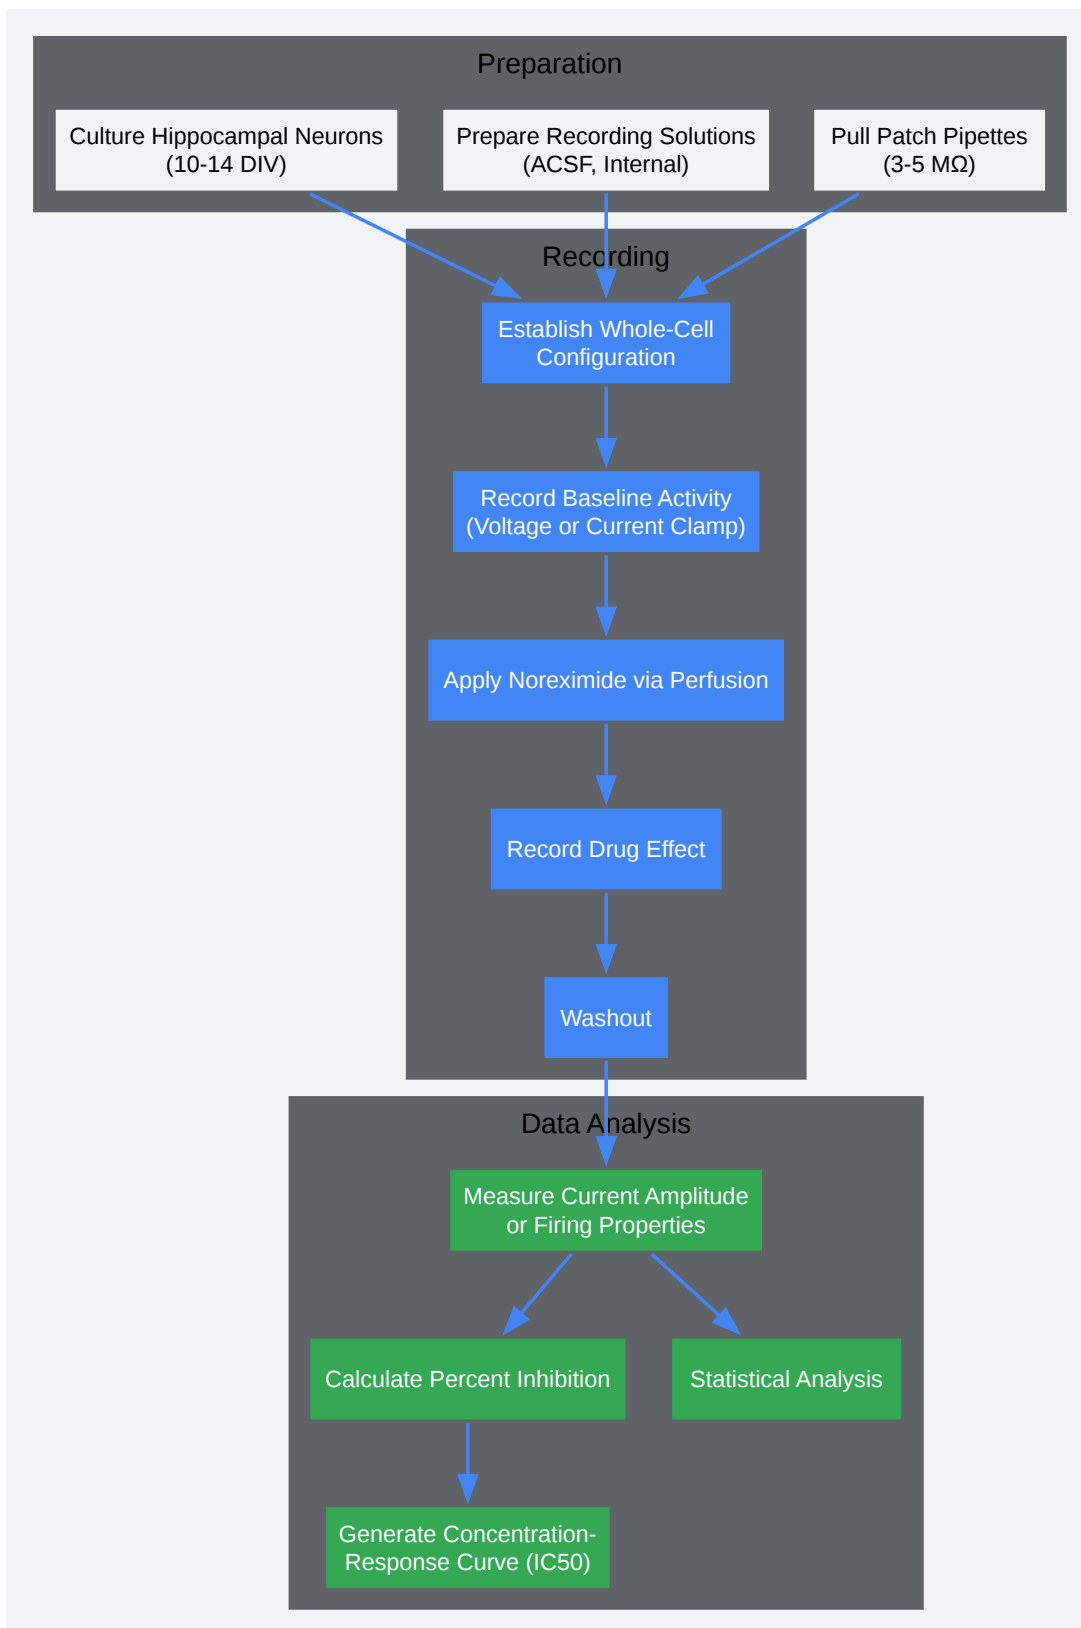 Preparation
Culture Hippocampal Neurons
(10-14 DIV)
Prepare Recording Solutions
(ACSF, Internal)
Pull Patch Pipettes
(3-5 MΩ)
Recording
Establish Whole-Cell
Configuration
Record Baseline Activity
(Voltage or Current Clamp)
Apply Noreximide via Perfusion
Record Drug Effect
Washout
Data Analysis
Measure Current Amplitude
or Firing Properties
Calculate Percent Inhibition
Statistical Analysis
Generate Concentration-
Response Curve (IC50)